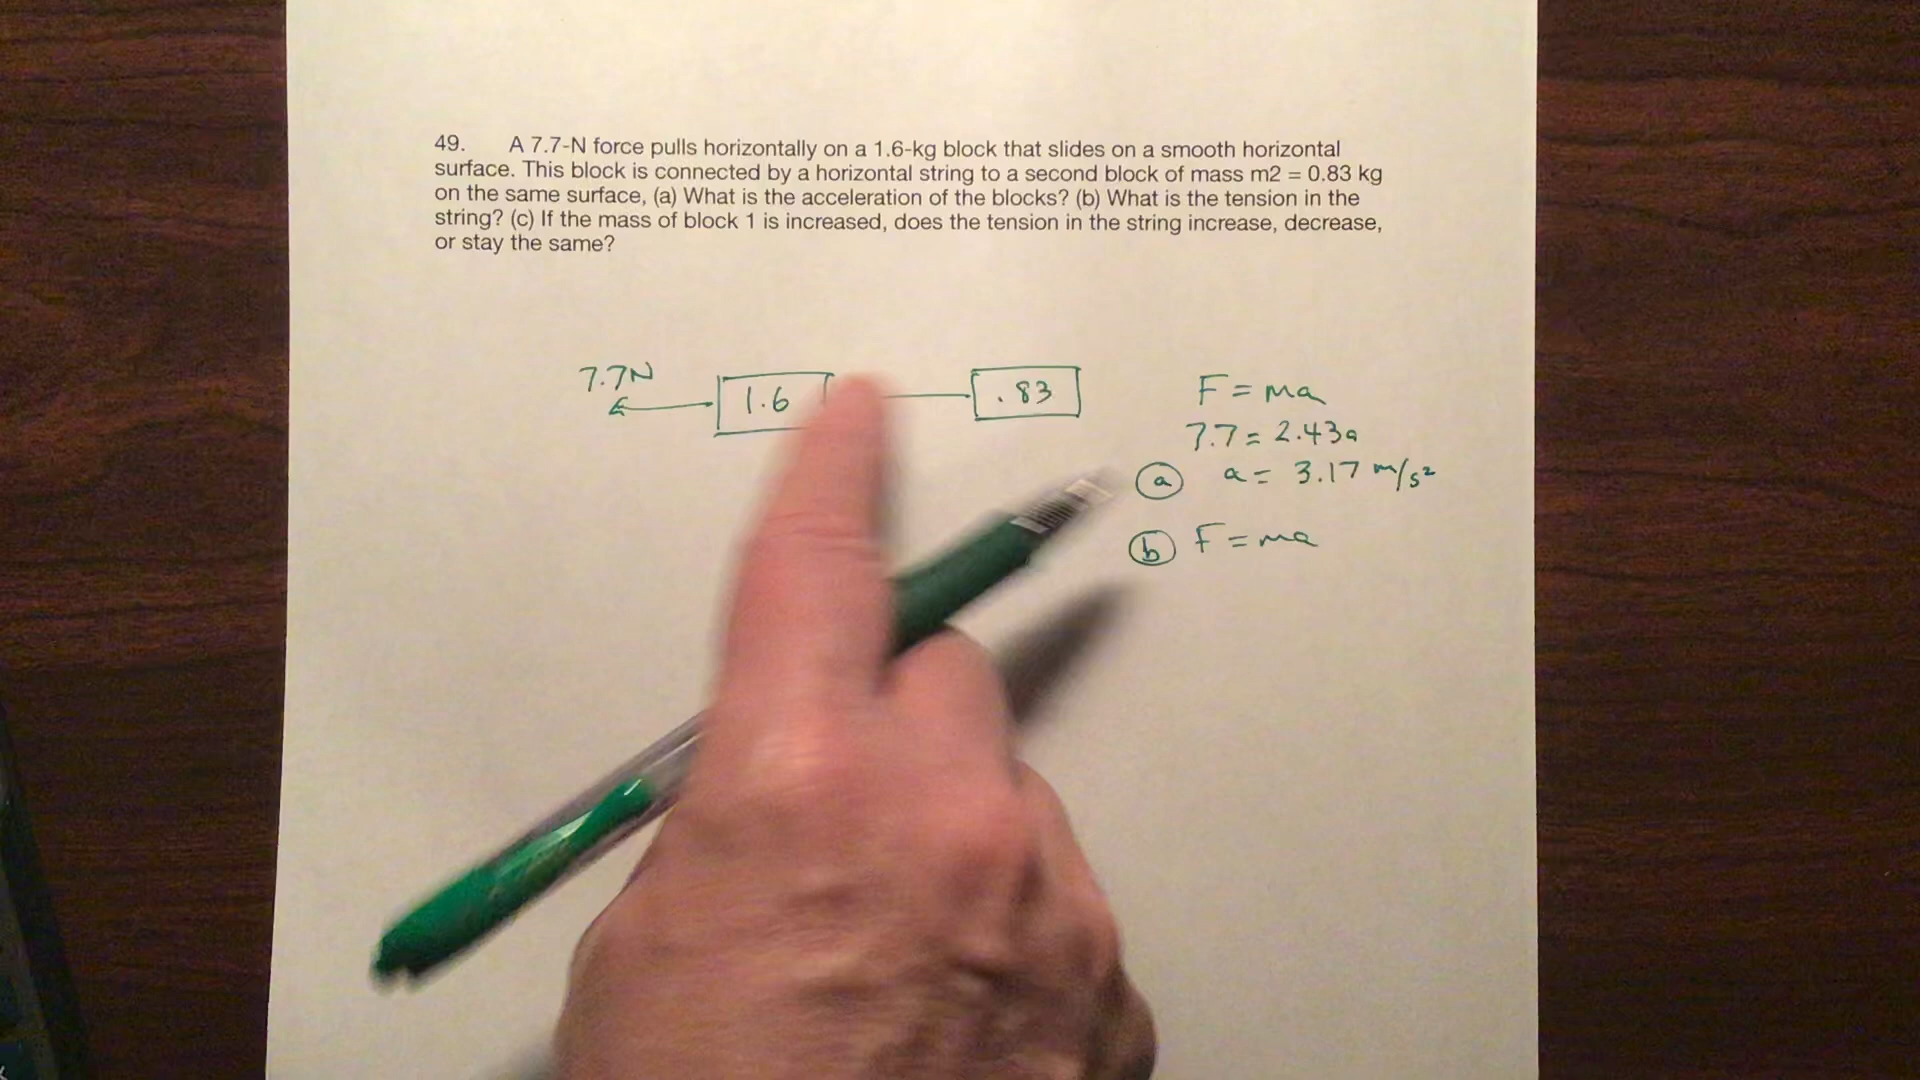 49. A 7.7-N force pulls horizontally on a 1.6-kg block that slides on a smooth horizontal
surface. This block is connected by a horizontal string to a second block of mass m2 = 0.83 kg
on the same surface, (a) What is the acceleration of the blocks? (b) What is the tension in the
string? (c) If the mass of block 1 is increased, does the tension in the string increase, decrease,
or stay the same?
7.7N
1.6
.83
F = ma
7.7 = 2.43a
(a) a = 3.17 m/s²
(b) F = ma